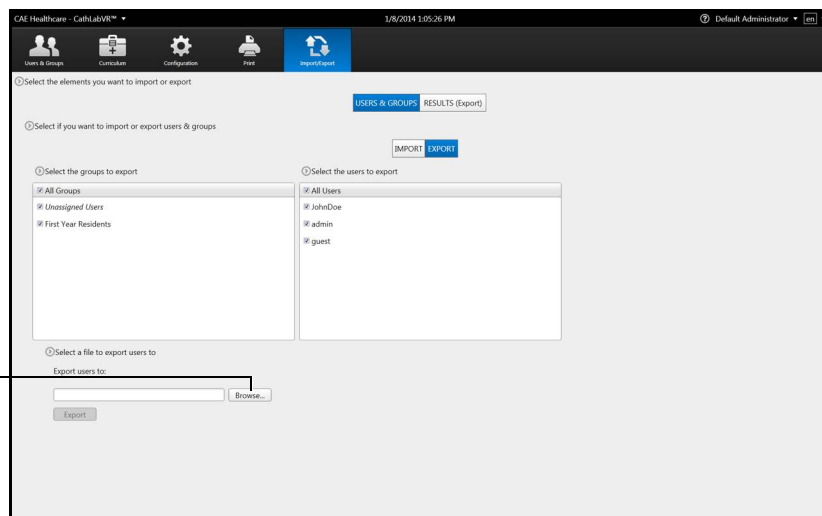 CAE Healthcare - CathLabVR™
1/8/2014 1:05:26 PM
Default Administrator
en
Users & Groups
Curriculum
Configuration
Print
Import/Export
Select the elements you want to import or export
USERS & GROUPS RESULTS (Export)
Select if you want to import or export users & groups
IMPORT EXPORT
Select the groups to export
Select the users to export
All Groups
All Users
Unassigned Users
JohnDoe
First Year Residents
admin
guest
Select a file to export users to
Export users to:
Browse...
Export